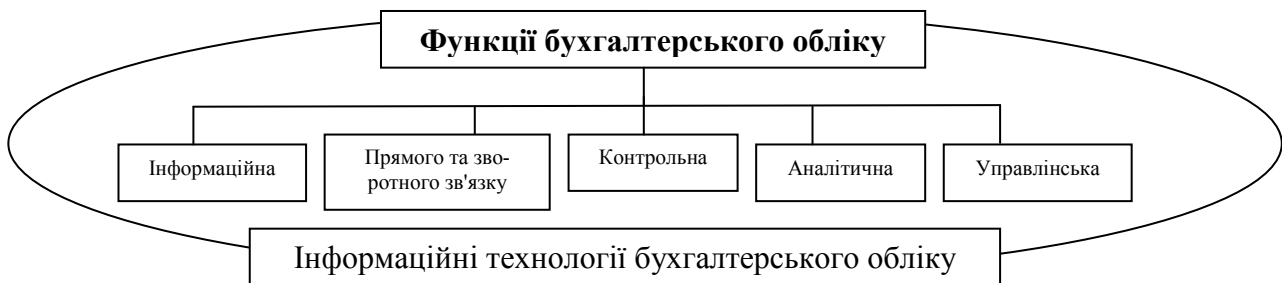 Функції бухгалтерського обліку
Інформаційна
Прямого та зво-
ротного зв'язку
Контрольна
Аналітична
Управлінська
Інформаційні технології бухгалтерського обліку